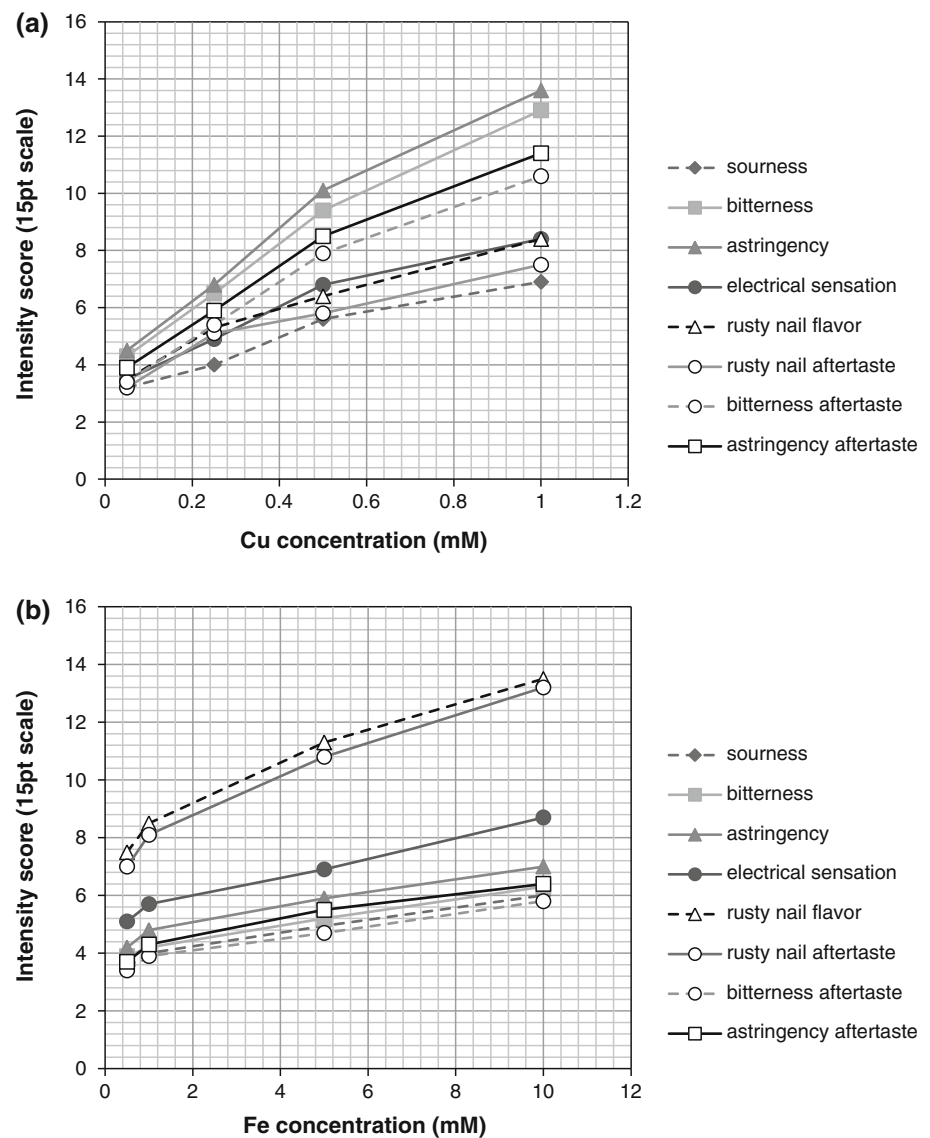 (a)
16
14
12
10
8
6
4
2
0
Intensity score (15pt scale)
0 0.2 0.4 0.6 0.8 1 1.2
Cu concentration (mM)
sourness
bitterness
astringency
electrical sensation
rusty nail flavor
rusty nail aftertaste
bitterness aftertaste
astringency aftertaste
(b)
16
14
12
10
8
6
4
2
0
Intensity score (15pt scale)
0 2 4 6 8 10 12
Fe concentration (mM)
sourness
bitterness
astringency
electrical sensation
rusty nail flavor
rusty nail aftertaste
bitterness aftertaste
astringency aftertaste